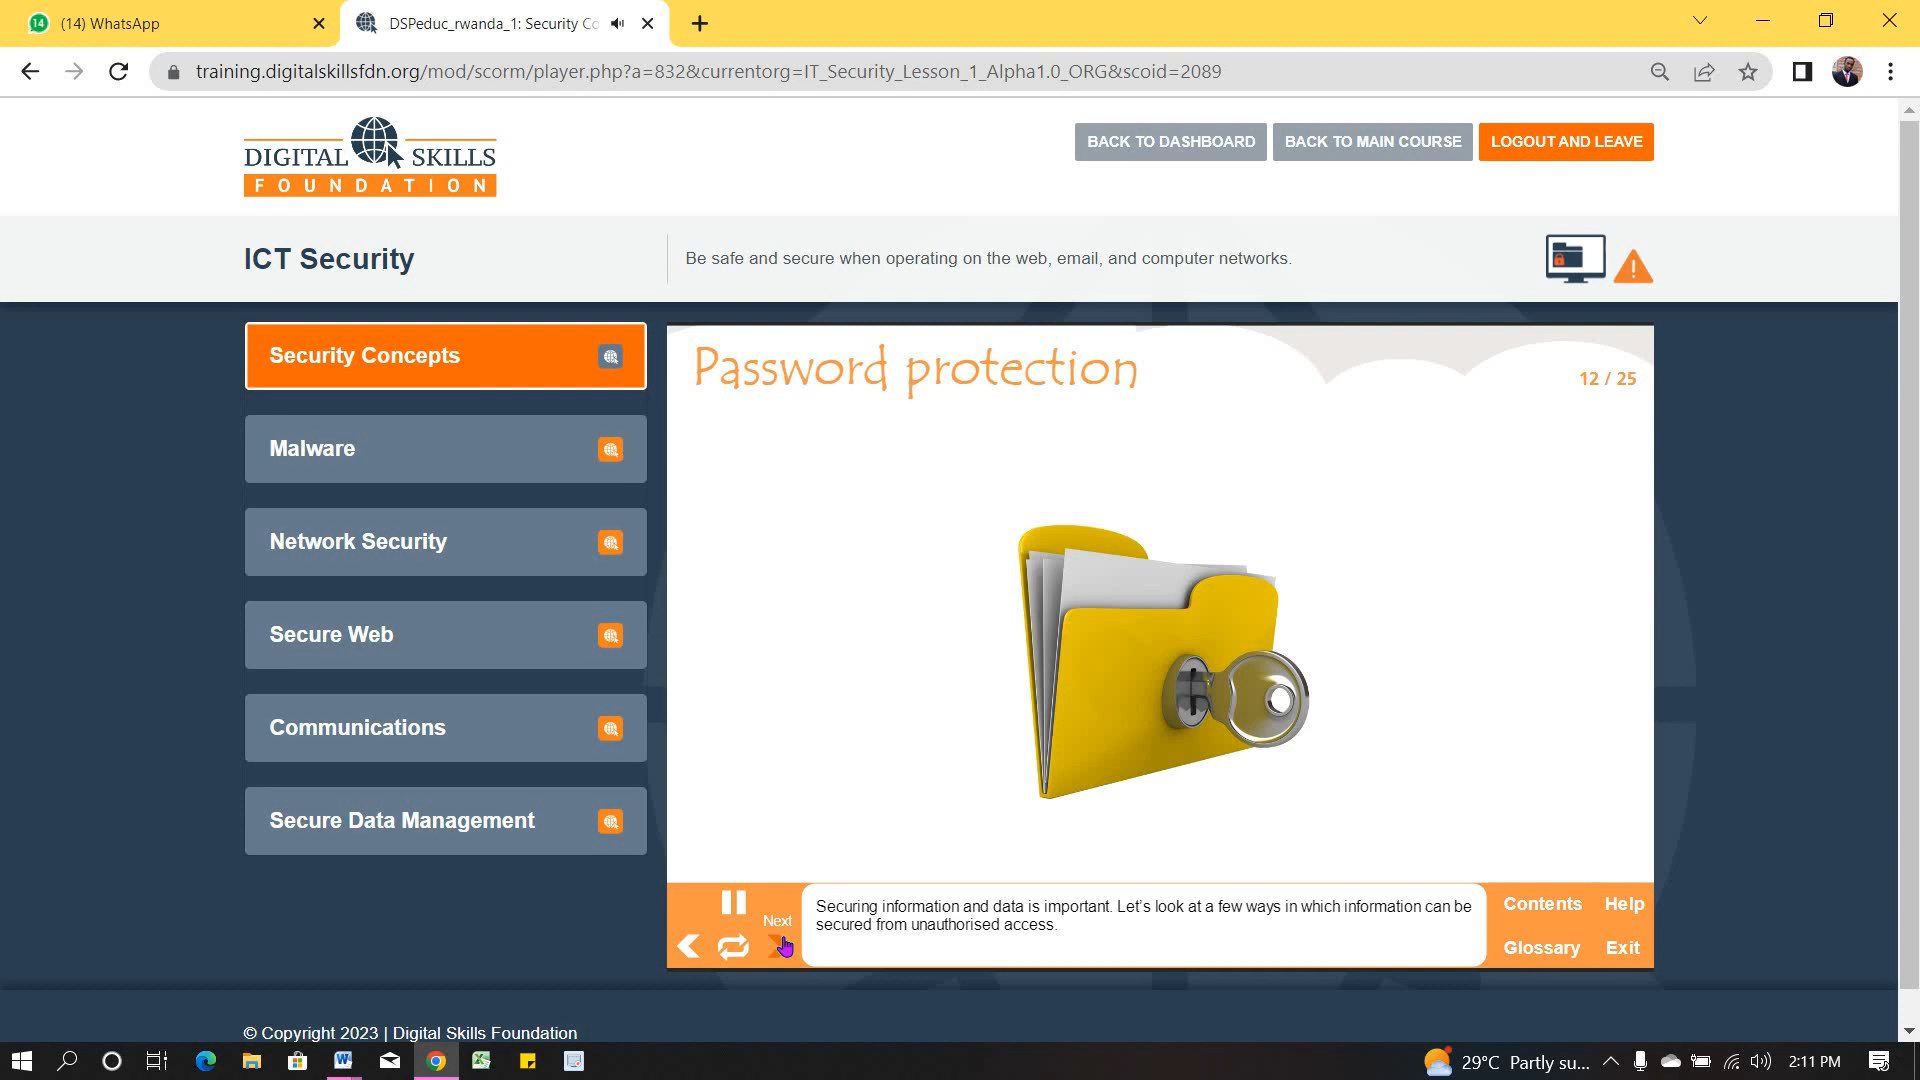 14 (14) WhatsApp
DSPeduc_rwanda_1: Security Co
training.digitalskillsfdn.org/mod/scorm/player.php?a=832&currentorg=IT_Security_Lesson_1_Alpha1.0_ORG&scoid=2089
DIGITAL SKILLS
FOUNDATION
BACK TO DASHBOARD
BACK TO MAIN COURSE
LOGOUT AND LEAVE
ICT Security
Be safe and secure when operating on the web, email, and computer networks.
Security Concepts
Malware
Network Security
Secure Web
Communications
Secure Data Management
Password protection
12 / 25
Next
Securing information and data is important. Let's look at a few ways in which information can be
secured from unauthorised access.
Contents
Help
Glossary
Exit
© Copyright 2023 | Digital Skills Foundation
29°C Partly su...
2:11 PM